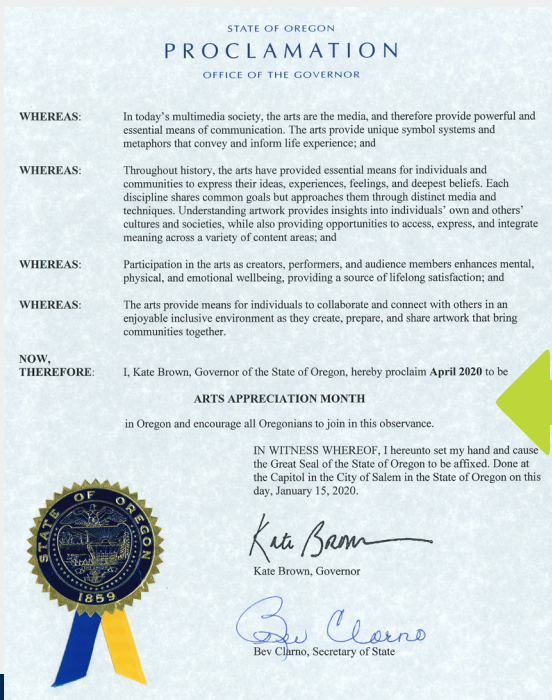 STATE OF OREGON
PROCLAMATION
OFFICE OF THE GOVERNOR
WHEREAS: In today's multimedia society, the arts are the media, and therefore provide powerful and
essential means of communication. The arts provide unique symbol systems and
metaphors that convey and inform life experience; and
WHEREAS: Throughout history, the arts have provided essential means for individuals and
communities to express their ideas, experiences, feelings, and deepest beliefs. Each
discipline shares common goals but approaches them through distinct media and
techniques. Understanding artwork provides insights into individuals' own and others'
cultures and societies, while also providing opportunities to access, express, and integrate
meaning across a variety of content areas; and
WHEREAS: Participation in the arts as creators, performers, and audience members enhances mental,
physical, and emotional wellbeing, providing a source of lifelong satisfaction; and
WHEREAS: The arts provide means for individuals to collaborate and connect with others in an
enjoyable inclusive environment as they create, prepare, and share artwork that bring
communities together.
NOW,
THEREFORE: I, Kate Brown, Governor of the State of Oregon, hereby proclaim April 2020 to be
ARTS APPRECIATION MONTH
in Oregon and encourage all Oregonians to join in this observance.
IN WITNESS WHEREOF, I hereunto set my hand and cause
the Great Seal of the State of Oregon to be affixed. Done at
the Capitol in the City of Salem in the State of Oregon on this
day, January 15, 2020.
STATE OF OREGON
1859
Kate Brown
Kate Brown, Governor
Bev Clarno
Bev Clarno, Secretary of State